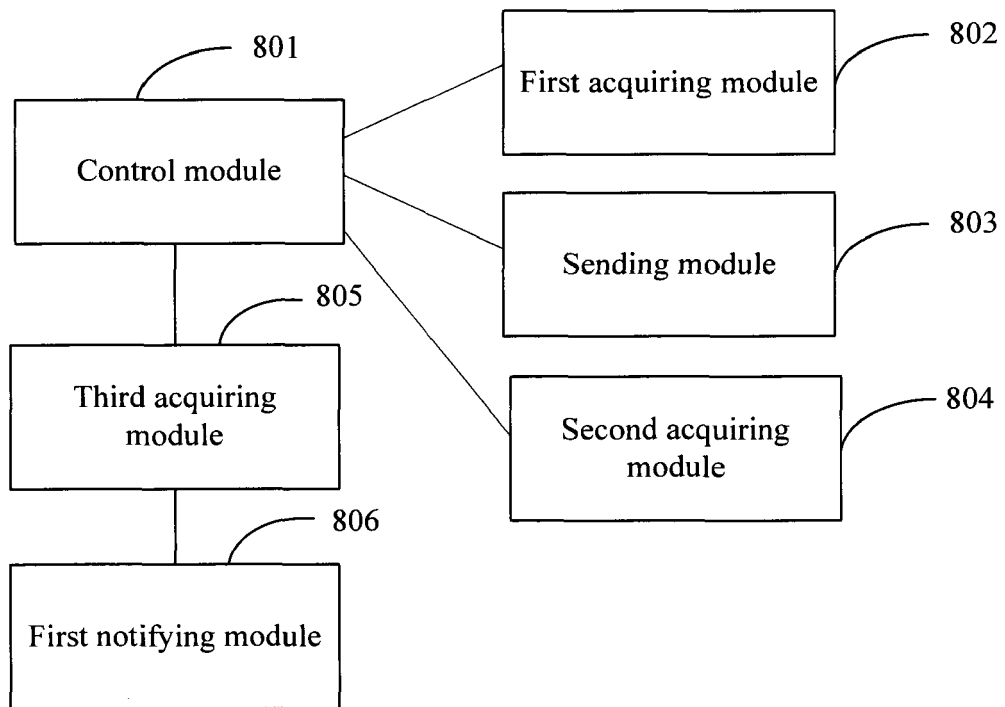 801
Control module
802
First acquiring module
803
Sending module
804
Second acquiring
module
805
Third acquiring
module
806
First notifying module